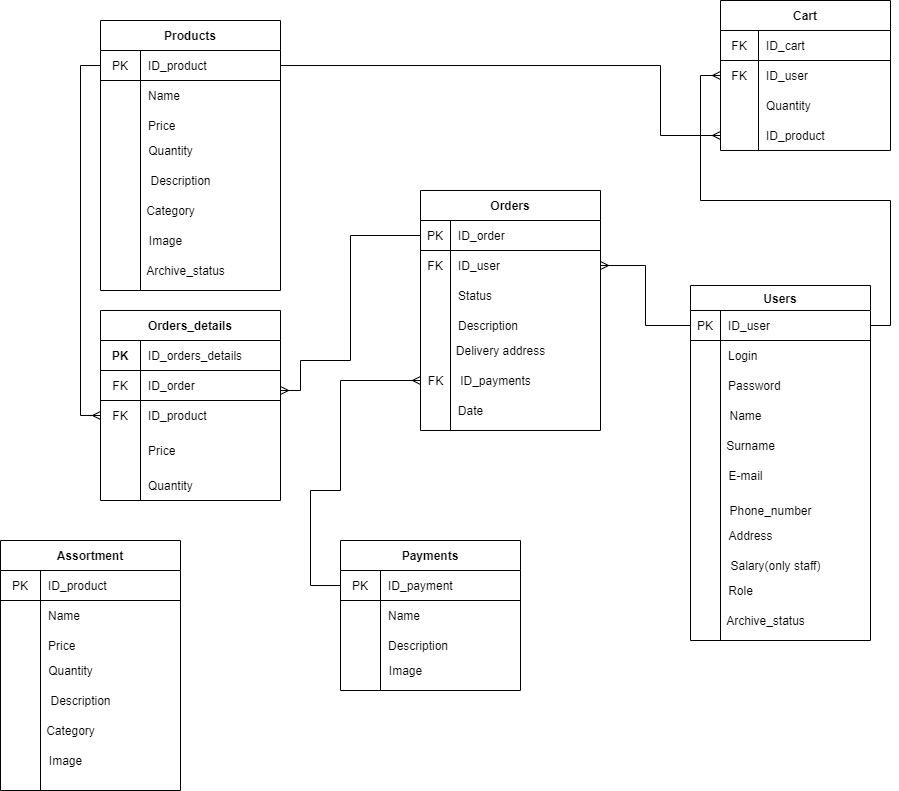 Products
PK ID_product
Name
Price
Quantity
Description
Category
Image
Archive_status
Cart
FK ID_cart
FK ID_user
Quantity
ID_product
Orders
PK ID_order
FK ID_user
Status
Description
Delivery address
FK ID_payments
Date
Users
PK ID_user
Login
Password
Name
Surname
E-mail
Phone_number
Address
Salary(only staff)
Role
Archive_status
Orders_details
PK ID_orders_details
FK ID_order
FK ID_product
Price
Quantity
Assortment
PK ID_product
Name
Price
Quantity
Description
Category
Image
Payments
PK ID_payment
Name
Description
Image